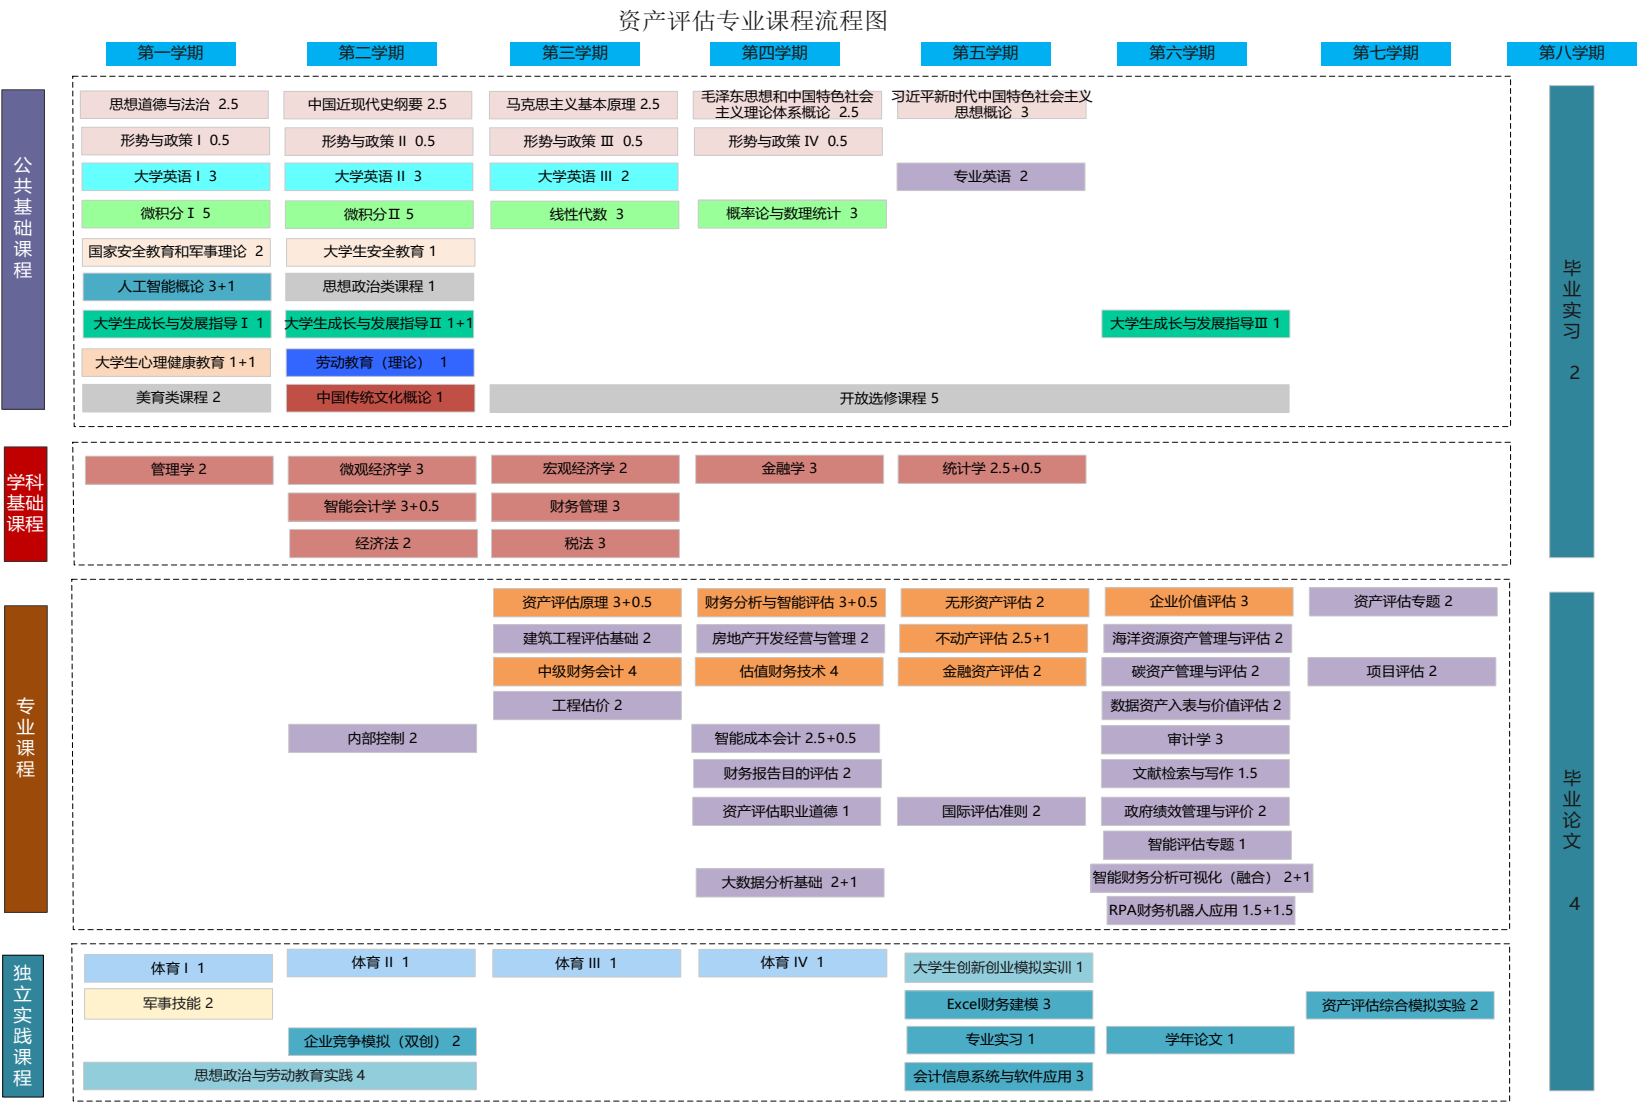 资产评估专业课程流程图
第一学期
第二学期
第三学期
第四学期
第五学期
第六学期
第七学期
第八学期
公共基础课程
思想道德与法治 2.5
中国近现代史纲要 2.5
马克思主义基本原理 2.5
毛泽东思想和中国特色社会
主义理论体系概论 2.5
习近平新时代中国特色社会主义
思想概论 3
形势与政策 I 0.5
形势与政策 II 0.5
形势与政策 III 0.5
形势与政策 IV 0.5
大学英语 I 3
大学英语 II 3
大学英语 III 2
专业英语 2
微积分 I 5
微积分 II 5
线性代数 3
概率论与数理统计 3
国家安全教育和军事理论 2
大学生安全教育 1
人工智能概论 3+1
思想政治类课程 1
大学生成长与发展指导 I 1
大学生成长与发展指导 II 1+1
大学生成长与发展指导III 1
大学生心理健康教育 1+1
劳动教育（理论） 1
美育类课程 2
中国传统文化概论 1
开放选修课程 5
学科
基础
课程
管理学 2
微观经济学 3
宏观经济学 2
金融学 3
统计学 2.5+0.5
智能会计学 3+0.5
财务管理 3
经济法 2
税法 3
毕业实习 2
专业课程
资产评估原理 3+0.5
财务分析与智能评估 3+0.5
无形资产评估 2
企业价值评估 3
资产评估专题 2
建筑工程评估基础 2
房地产开发经营与管理 2
不动产评估 2.5+1
海洋资源资产管理与评估 2
中级财务会计 4
估值财务技术 4
金融资产评估 2
碳资产管理与评估 2
项目评估 2
工程估价 2
数据资产入表与价值评估 2
内部控制 2
智能成本会计 2.5+0.5
审计学 3
财务报告目的评估 2
文献检索与写作 1.5
资产评估职业道德 1
国际评估准则 2
政府绩效管理与评价 2
智能评估专题 1
大数据分析基础 2+1
智能财务分析可视化（融合） 2+1
RPA财务机器人应用 1.5+1.5
毕业论文 4
独立实践课程
体育 I 1
体育 II 1
体育 III 1
体育 IV 1
大学生创新创业模拟实训 1
军事技能 2
Excel财务建模 3
资产评估综合模拟实验 2
企业竞争模拟（双创） 2
专业实习 1
学年论文 1
思想政治与劳动教育实践 4
会计信息系统与软件应用 3